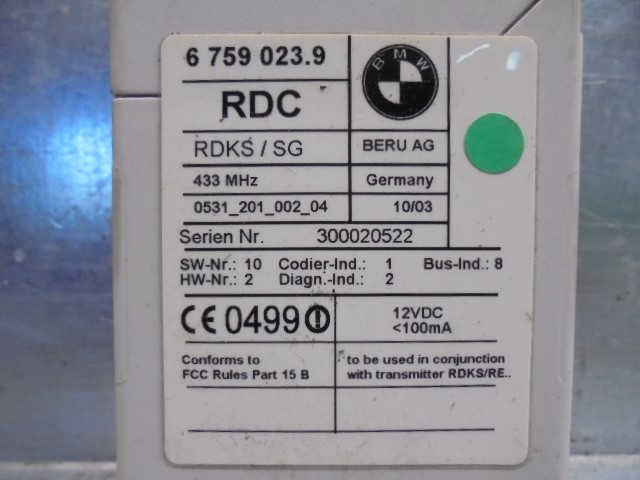 6 759 023.9
BMW
RDC
RDKS / SG
BERU AG
433 MHz
Germany
0531_201_002_04
10/03
Serien Nr. 300020522
SW-Nr.: 10 Codier-Ind.: 1 Bus-Ind.: 8
HW-Nr.: 2 Diagn.-Ind.: 2
CE 0499
12VDC
<100mA
Conforms to
FCC Rules Part 15 B
to be used in conjunction
with transmitter RDKS/RE..